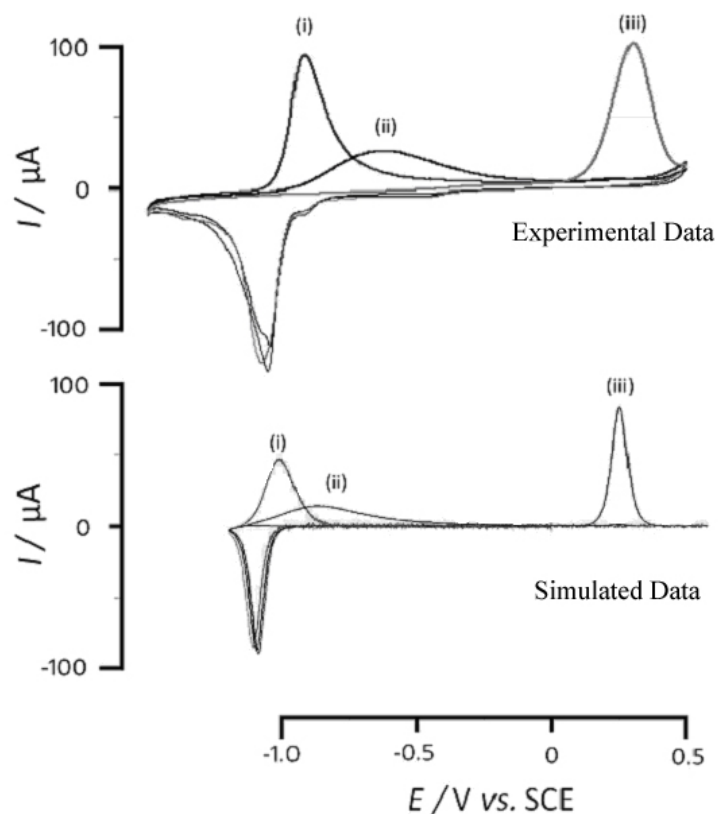 (i)
(iii)
100
(ii)
I / μA
0
Experimental Data
-100
100
(iii)
(i)
(ii)
I / μA
0
Simulated Data
-100
-1.0
-0.5
0
0.5
E / V vs. SCE